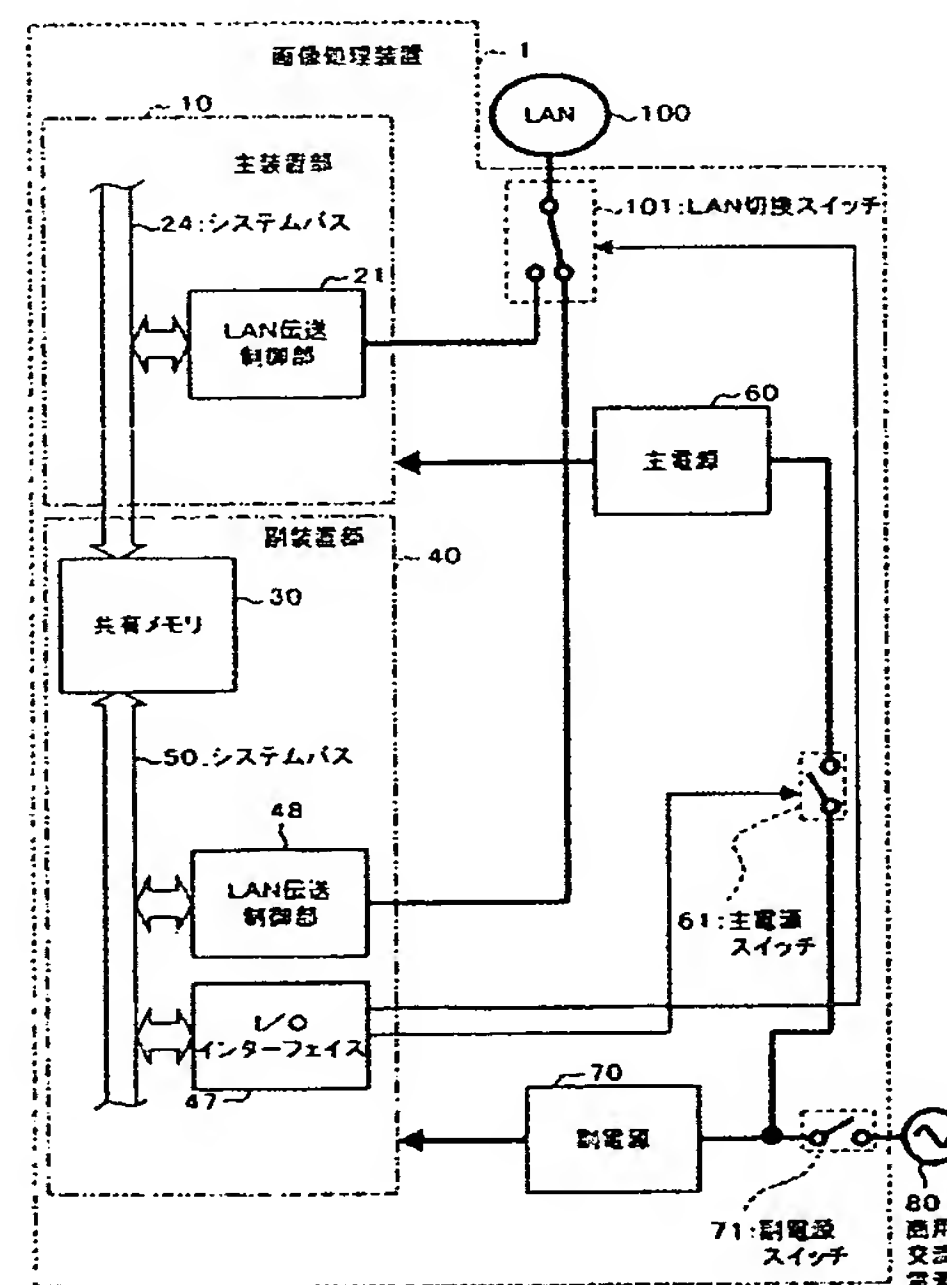 画像処理装置
1
10
LAN
100
主装置部
101:LAN切換スイッチ
24:システムバス
21
LAN伝送
制御部
60
主電源
副装置部
40
30
共有メモリ
50:システムバス
48
LAN伝送
制御部
61:主電源
スイッチ
I/O
インターフェイス
47
70
副電源
71:副電源
スイッチ
80
商用
交流